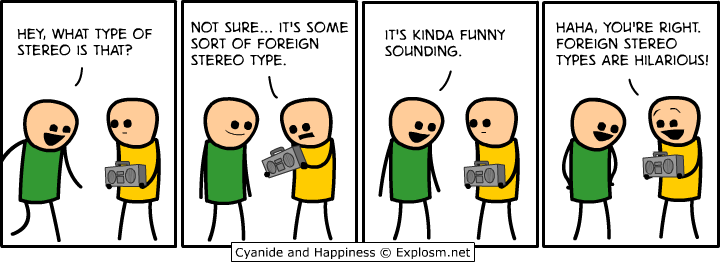 HEY, WHAT TYPE OF
STEREO IS THAT?
NOT SURE... IT'S SOME
SORT OF FOREIGN
STEREO TYPE.
IT'S KINDA FUNNY
SOUNDING.
HAHA, YOU'RE RIGHT.
FOREIGN STEREO
TYPES ARE HILARIOUS!
Cyanide and Happiness © Explosm.net